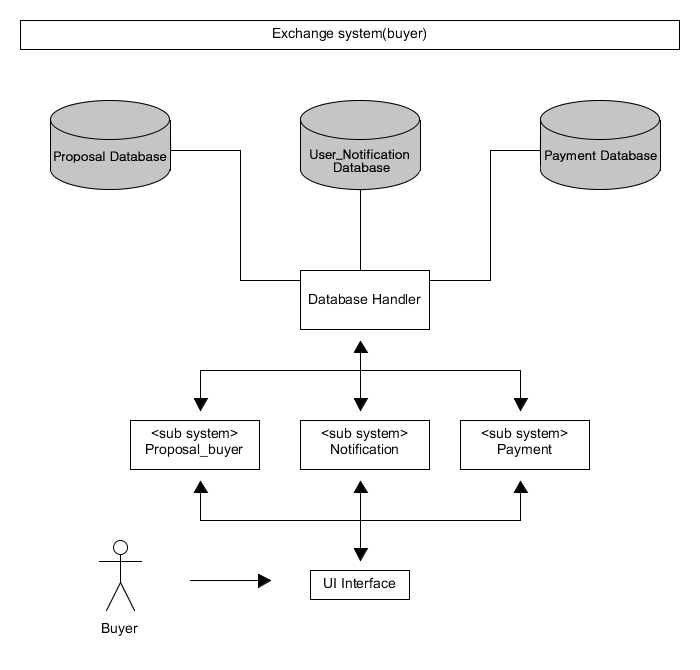 Exchange system(buyer)
Proposal Database
User_Notification
Database
Payment Database
Database Handler
<sub system>
Proposal_buyer
<sub system>
Notification
<sub system>
Payment
UI Interface
Buyer